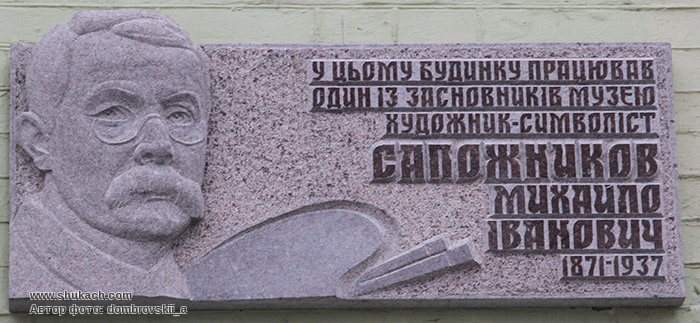 У ЦЬОМУ БУДИНКУ ПРАЦЮВАВ
ОДИН ІЗ ЗАСНОВНИКІВ МУЗЕЮ
ХУДОЖНИК-СИМВОЛІСТ
САПОЖНИКОВ
МИХАЙЛО
ІВАНОВИЧ
1871-1937
www.shukach.com
Автор фото: dombrovskii_a